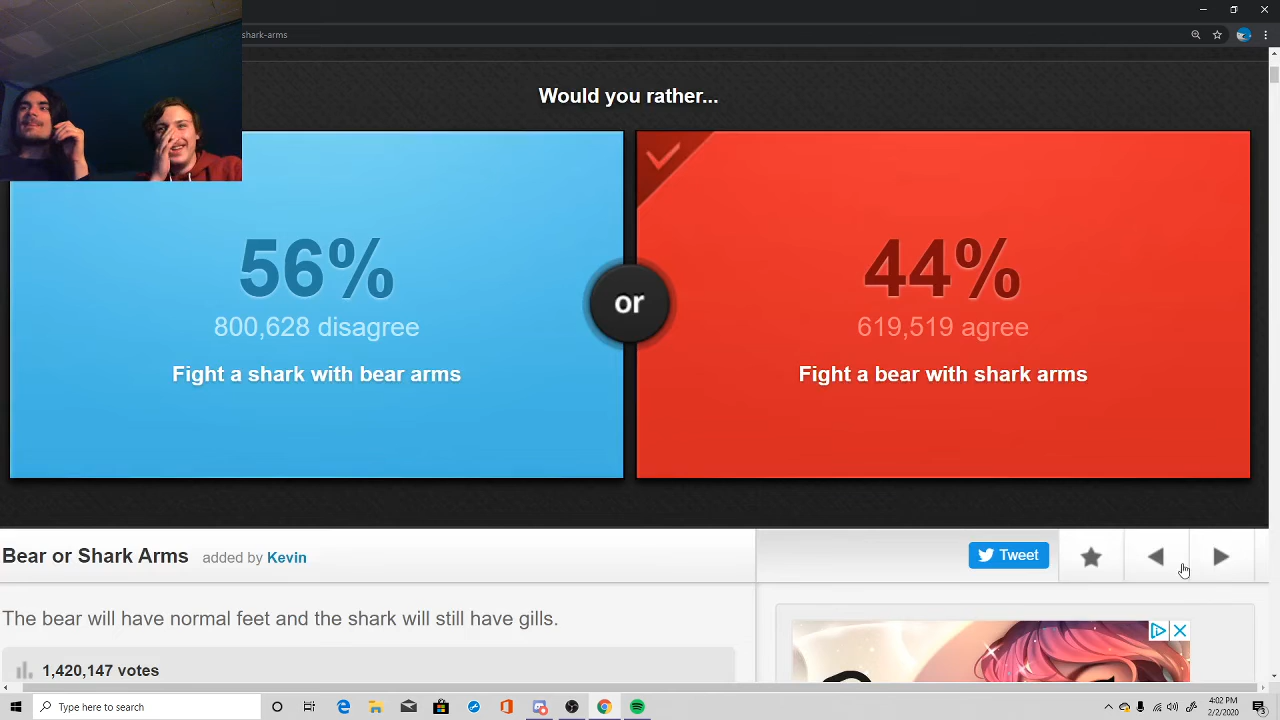 shark-arms
Would you rather...
56%
800,628 disagree
Fight a shark with bear arms
or
44%
619,519 agree
Fight a bear with shark arms
Bear or Shark Arms added by Kevin
Tweet
The bear will have normal feet and the shark will still have gills.
1,420,147 votes
Type here to search
4:02 PM
2/2/2020
3